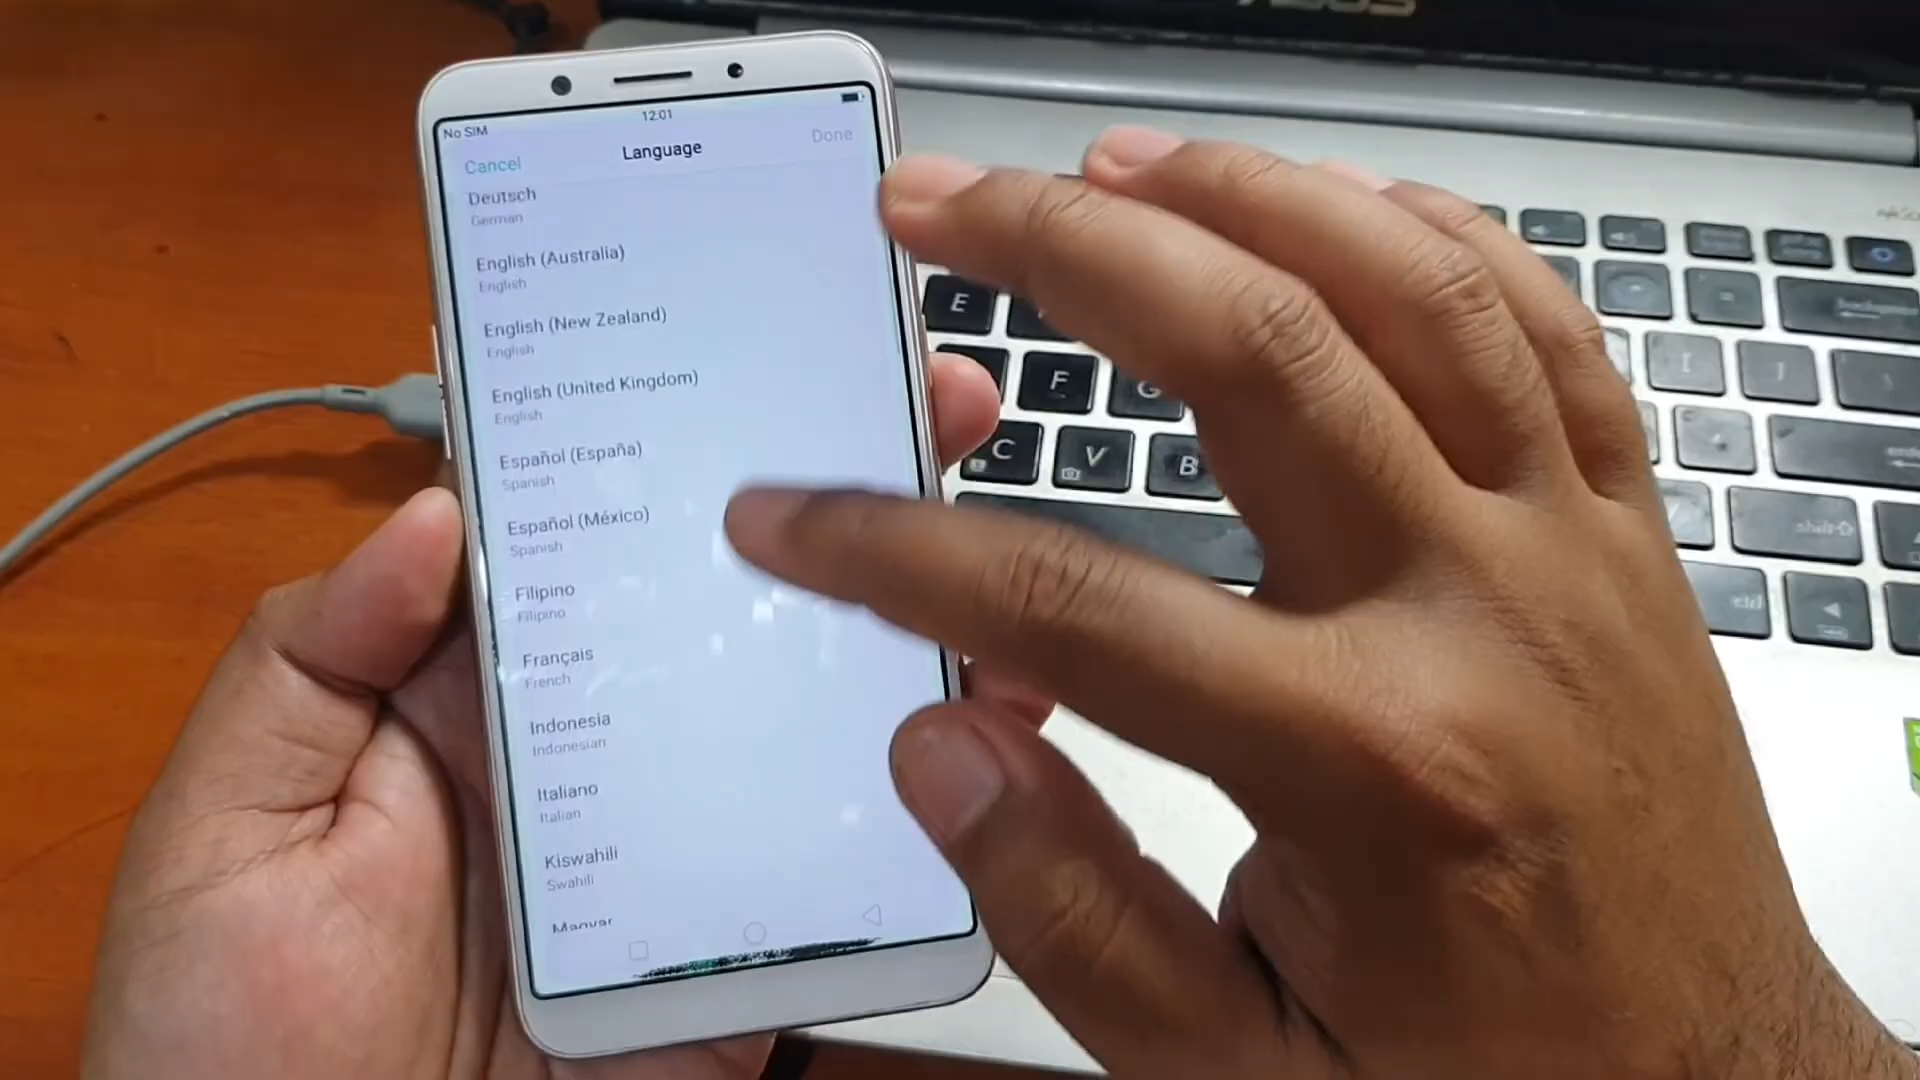 No SIM
12:01
Cancel
Language
Done
Deutsch
German
English (Australia)
English
English (New Zealand)
English
English (United Kingdom)
English
Español (España)
Spanish
Español (México)
Spanish
Filipino
Filipino
Français
French
Indonesia
Indonesian
Italiano
Italian
Kiswahili
Swahili
Magyar
E
F
G
C
V
B